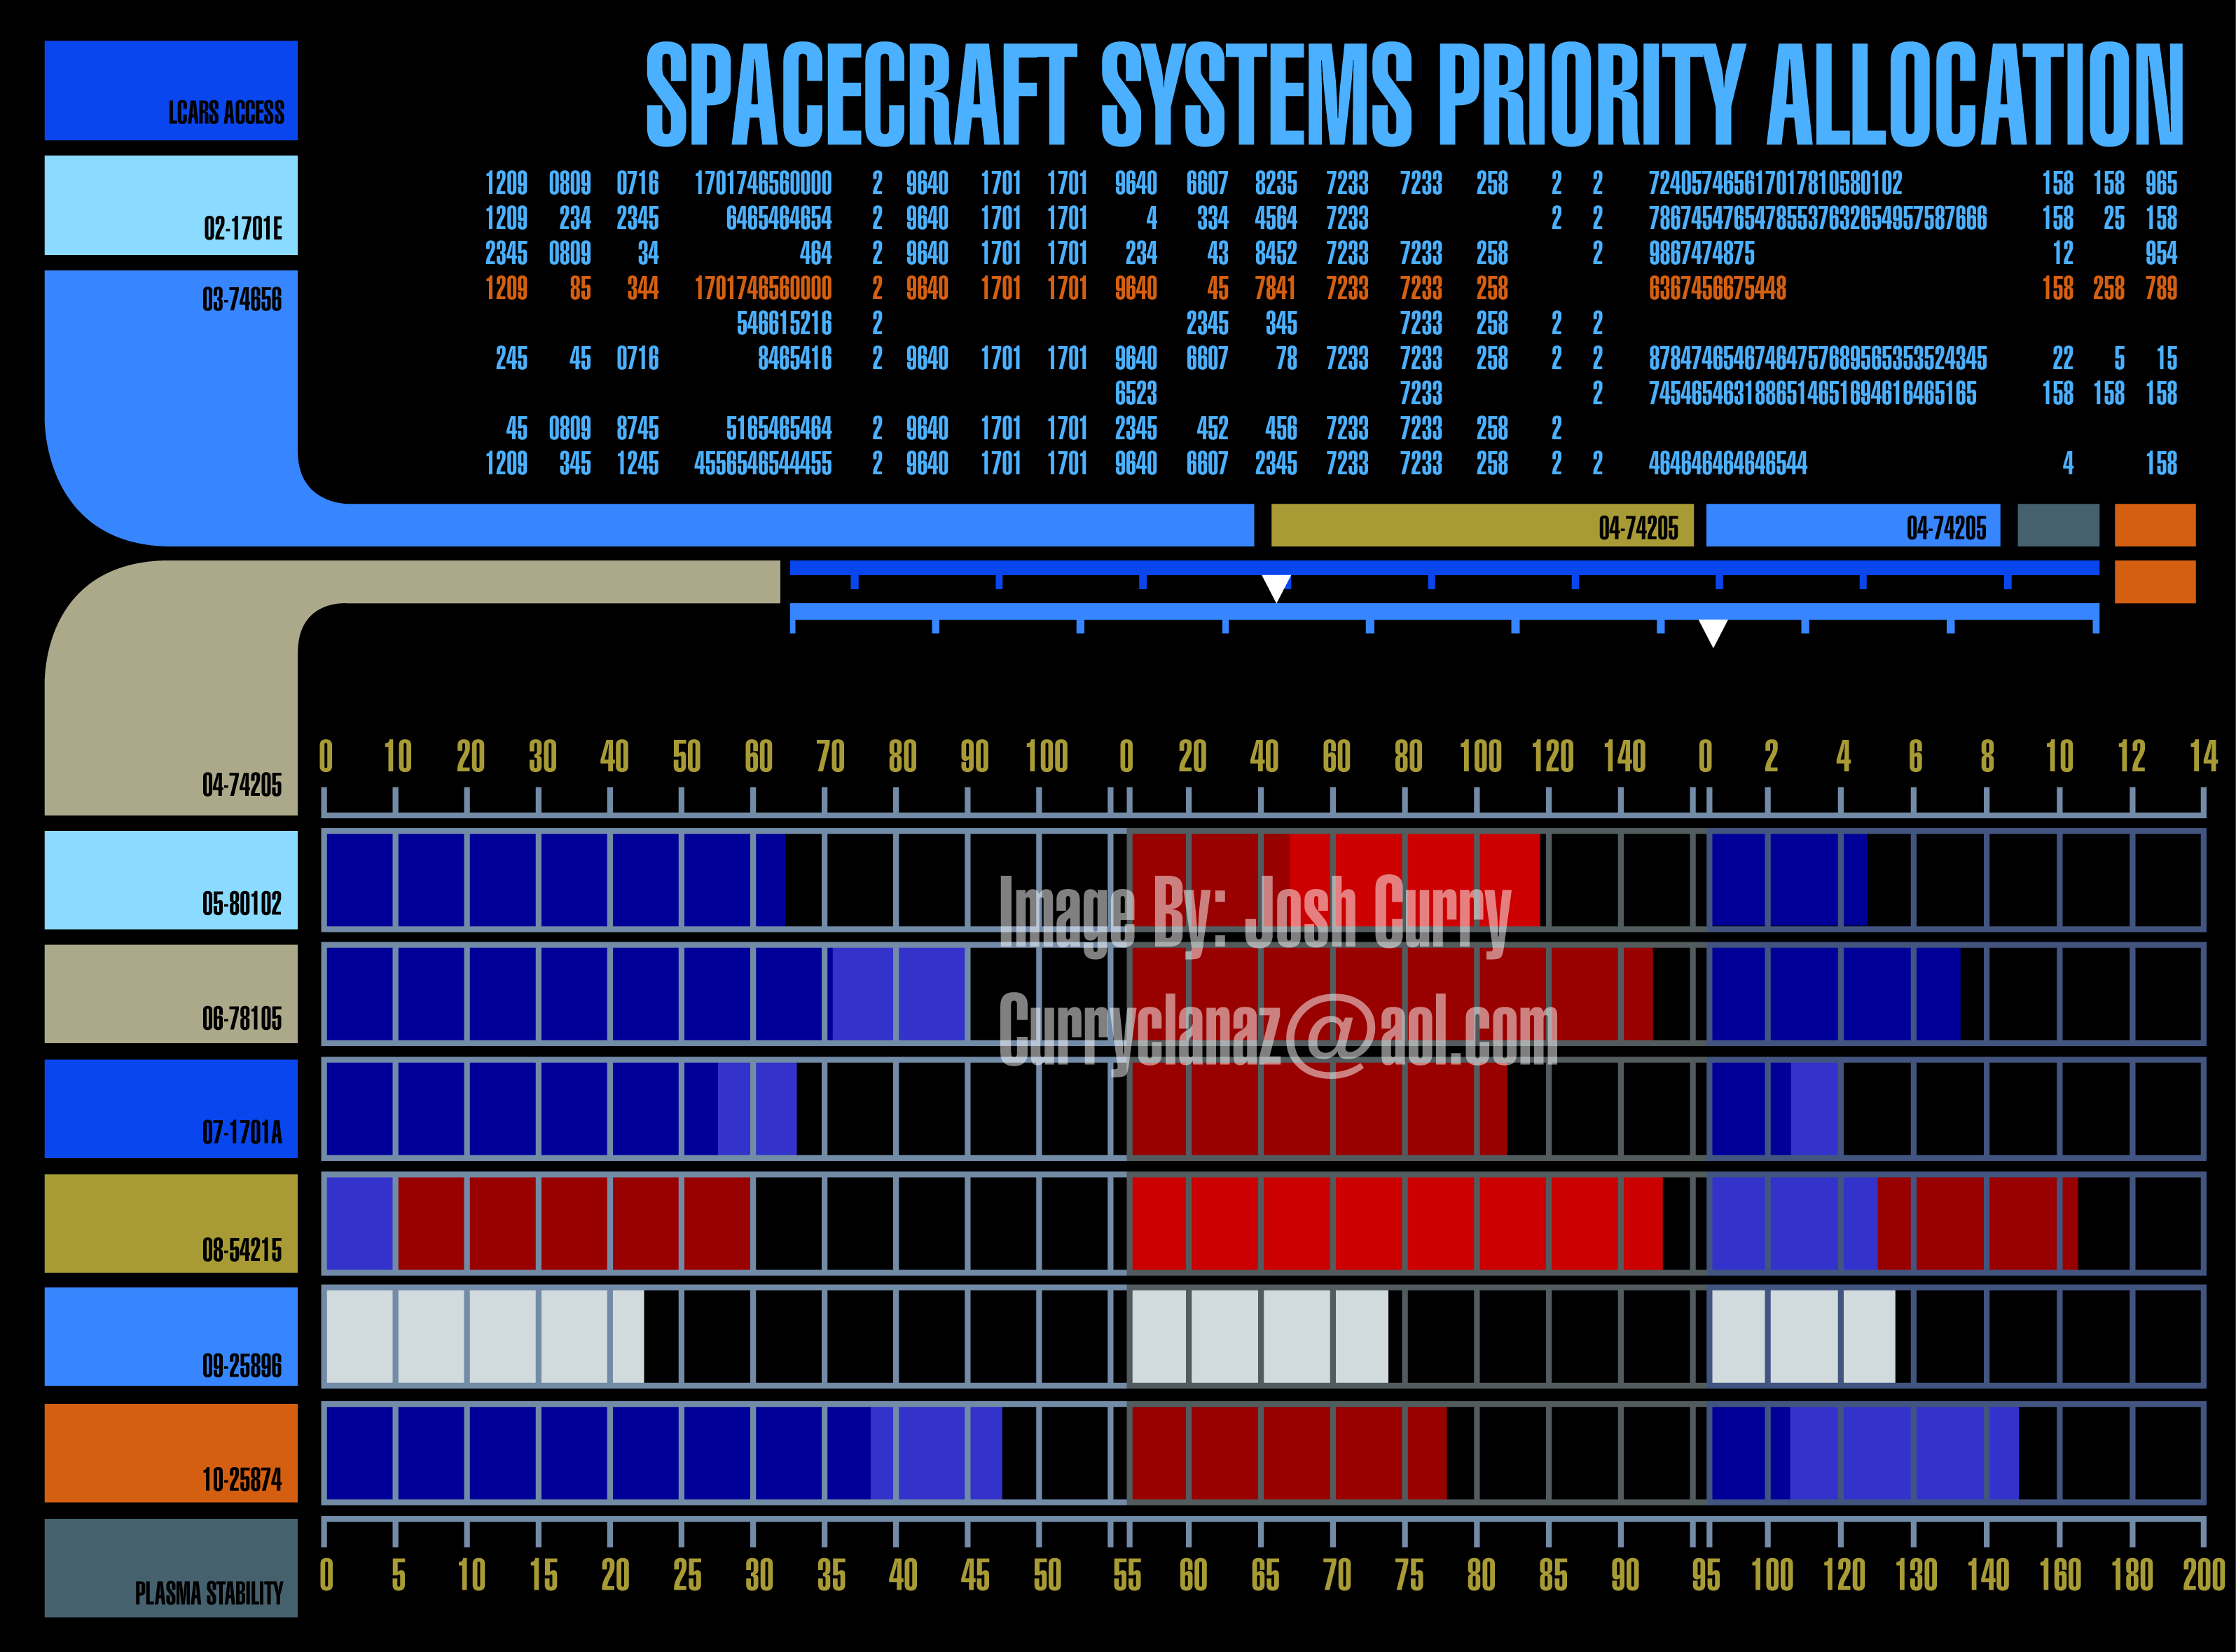 SPACECRAFT SYSTEMS PRIORITY ALLOCATION
LCARS ACCESS
02-1701E
03-74656
1209 0809 0716 1701746560000 2 9640 1701 1701 9640 6607 8235 7233 7233 258 2 2 724057465617017810580102 158 158 965
1209 234 2345 6465464654 2 9640 1701 1701 4 334 4564 7233 2 2 78674547654785537632654957587666 158 25 158
2345 0809 34 464 2 9640 1701 1701 234 43 8452 7233 7233 258 2 9867474875 12 954
1209 85 344 1701746560000 2 9640 1701 1701 9640 45 7841 7233 7233 258 6367456675448 158 258 789
546615216 2 2345 345 7233 258 2 2
245 45 0716 8465416 2 9640 1701 1701 9640 6607 78 7233 7233 258 2 2 87847465467464757689565353524345 22 5 15
6523 7233 2 7454654631886514651694616465165 158 158 158
45 0809 8745 5165465464 2 9640 1701 1701 2345 452 456 7233 7233 258 2
1209 345 1245 4556546544455 2 9640 1701 1701 9640 6607 2345 7233 7233 258 2 2 464646464646544 4 158
04-74205 04-74205
0 10 20 30 40 50 60 70 80 90 100 0 20 40 60 80 100 120 140 0 2 4 6 8 10 12 14
04-74205
05-80102
Image By: Josh Curry
06-78105
Curryclanaz@aol.com
07-1701A
08-54215
09-25896
10-25874
PLASMA STABILITY
0 5 10 15 20 25 30 35 40 45 50 55 60 65 70 75 80 85 90 95 100 120 130 140 160 180 200